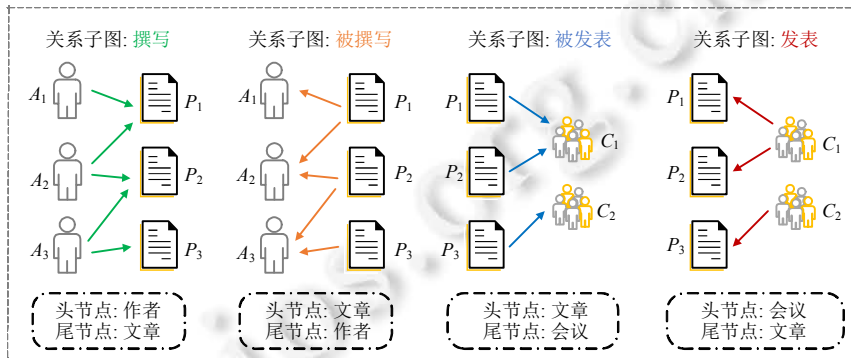 关系子图: 撰写
A1
A2
A3
P1
P2
P3
头节点: 作者
尾节点: 文章
关系子图: 被撰写
A1
A2
A3
P1
P2
P3
头节点: 文章
尾节点: 作者
关系子图: 被发表
P1
P2
P3
C1
C2
头节点: 文章
尾节点: 会议
关系子图: 发表
P1
P2
P3
C1
C2
头节点: 会议
尾节点: 文章